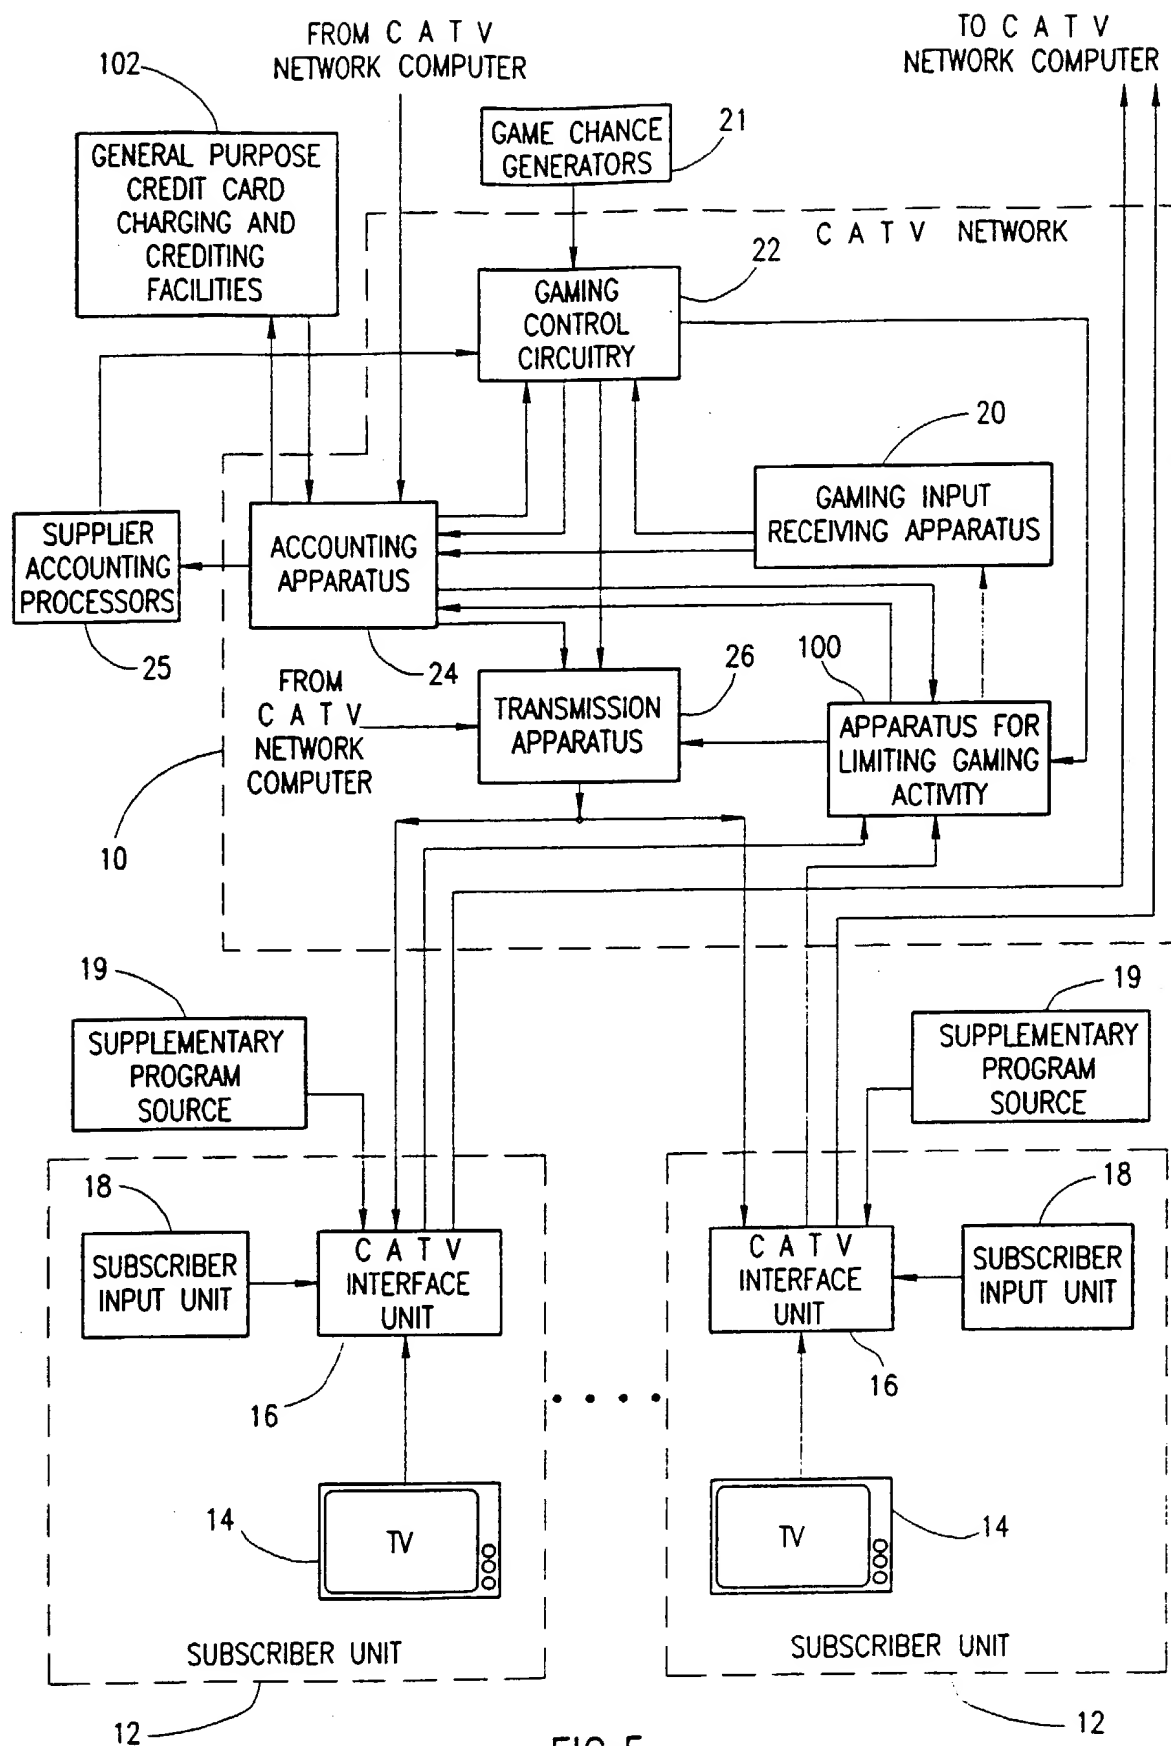 FROM C A T V
NETWORK COMPUTER
TO C A T V
NETWORK COMPUTER
102
GENERAL PURPOSE
CREDIT CARD
CHARGING AND
CREDITING
FACILITIES
GAME CHANCE
GENERATORS
21
C A T V NETWORK
22
GAMING
CONTROL
CIRCUITRY
20
GAMING INPUT
RECEIVING APPARATUS
SUPPLIER
ACCOUNTING
PROCESSORS
25
ACCOUNTING
APPARATUS
24
FROM
C A T V
NETWORK
COMPUTER
TRANSMISSION
APPARATUS
26
100
APPARATUS FOR
LIMITING GAMING
ACTIVITY
10
19
SUPPLEMENTARY
PROGRAM
SOURCE
19
SUPPLEMENTARY
PROGRAM
SOURCE
18
SUBSCRIBER
INPUT UNIT
C A T V
INTERFACE
UNIT
16
14
TV
SUBSCRIBER UNIT
12
C A T V
INTERFACE
UNIT
16
18
SUBSCRIBER
INPUT UNIT
TV
14
SUBSCRIBER UNIT
12